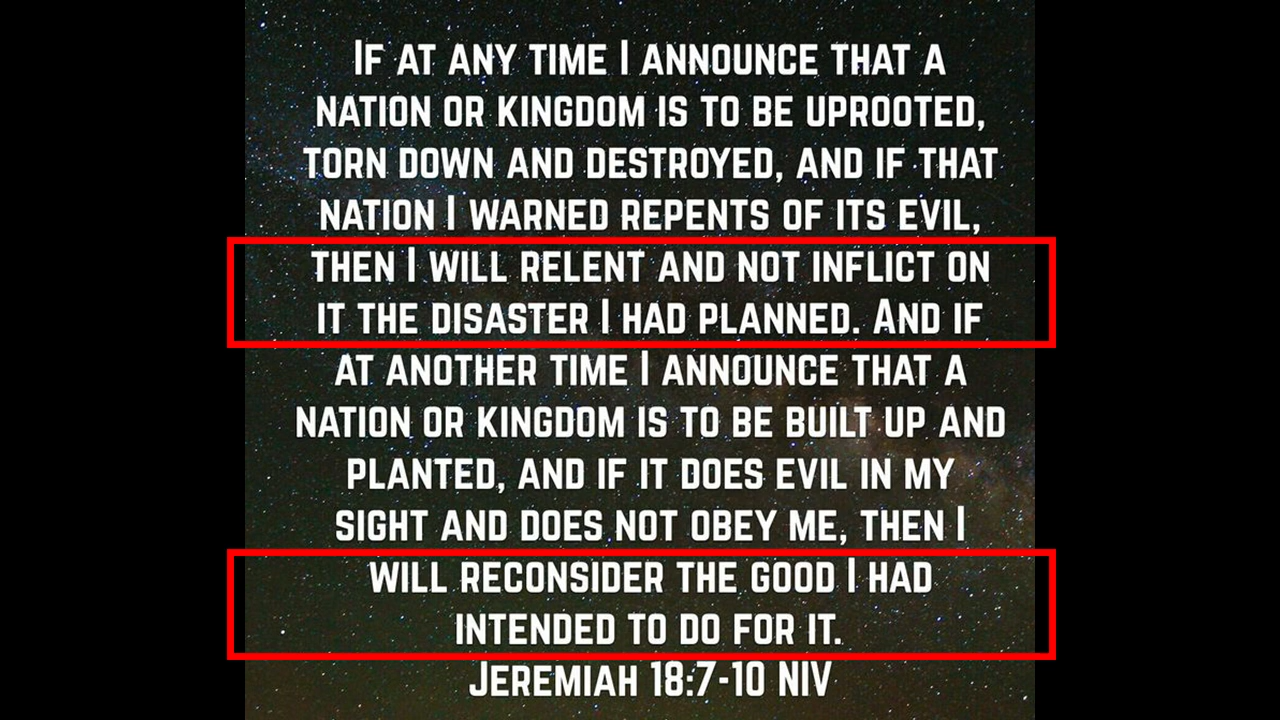 If at any time I announce that a
nation or kingdom is to be uprooted,
torn down and destroyed, and if that
nation I warned repents of its evil,
then I will relent and not inflict on
it the disaster I had planned. And if
at another time I announce that a
nation or kingdom is to be built up and
planted, and if it does evil in my
sight and does not obey me, then I
will reconsider the good I had
intended to do for it.
Jeremiah 18:7-10 NIV